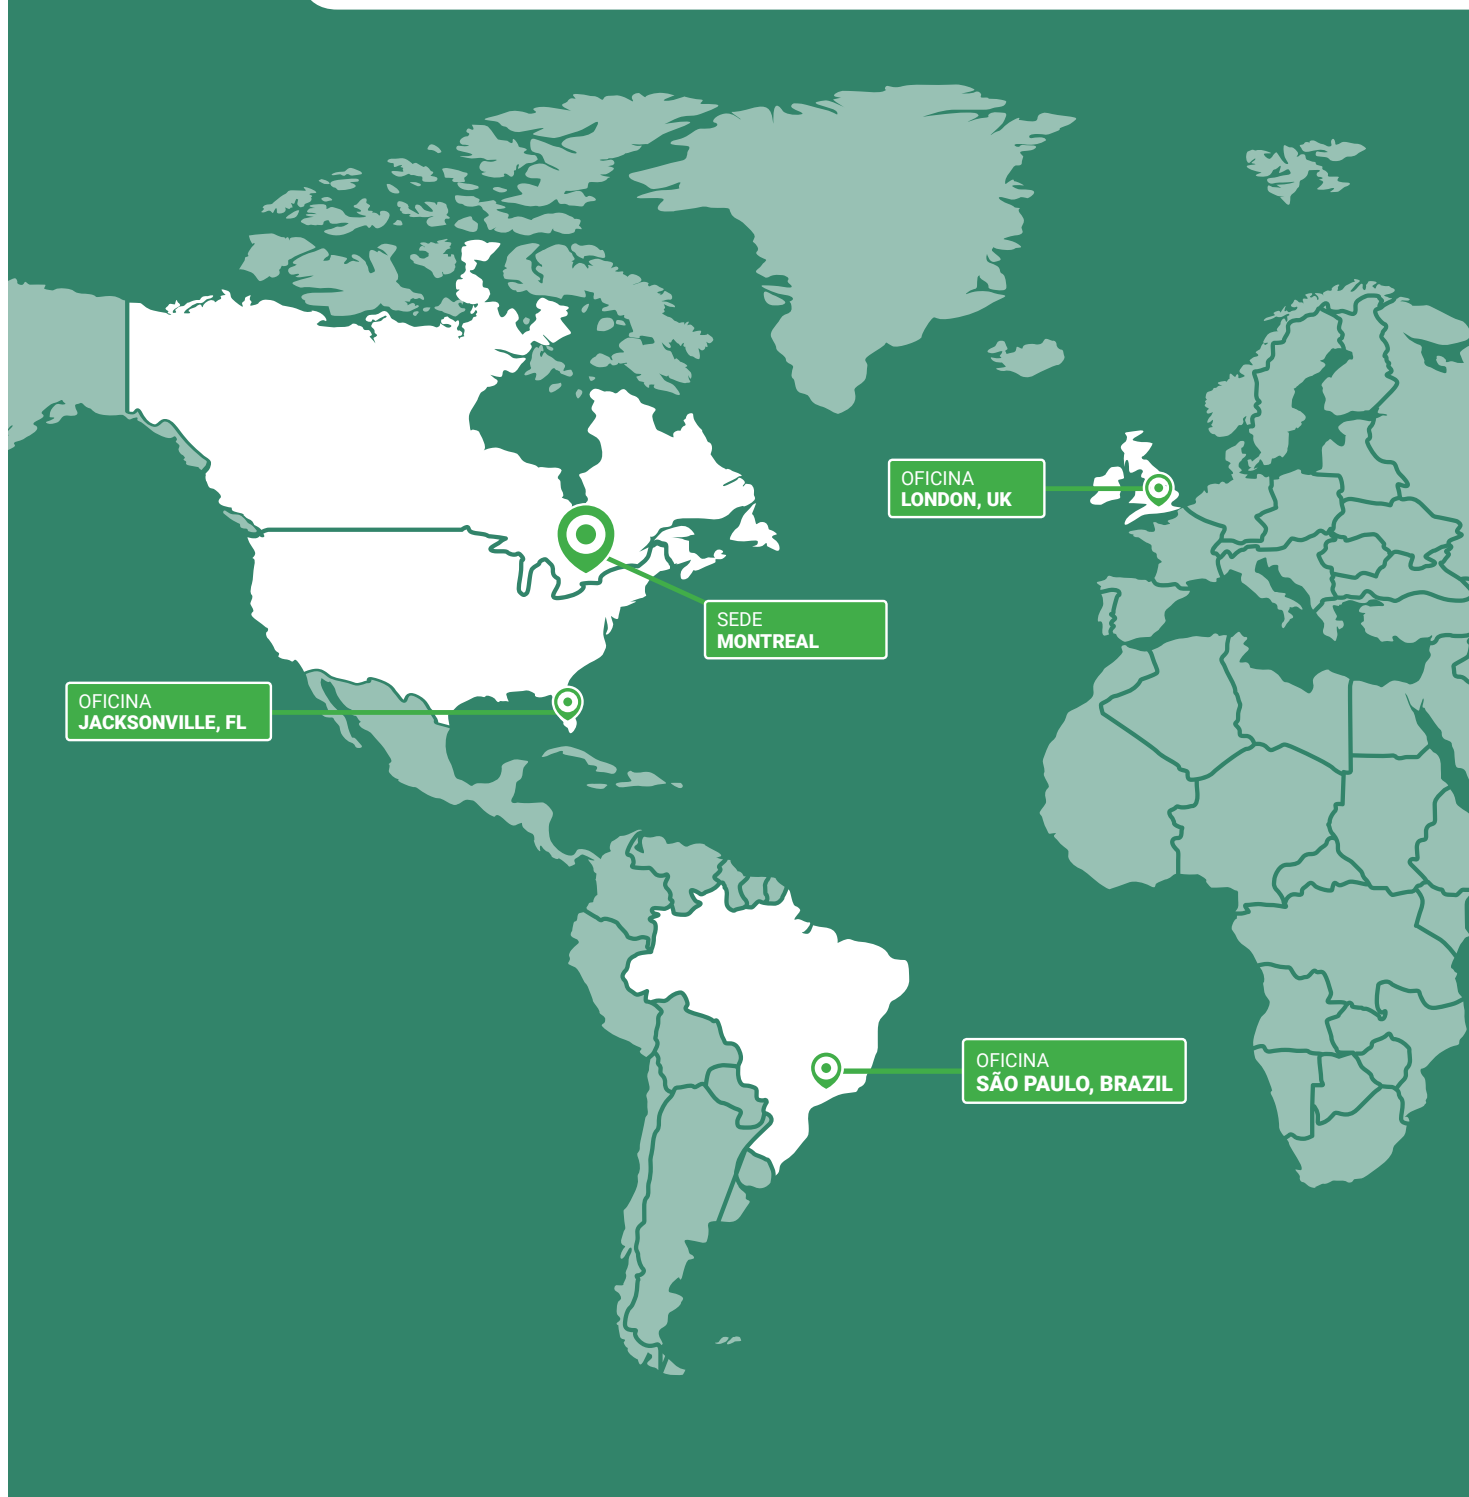 OFICINA
LONDON, UK
SEDE
MONTREAL
OFICINA
JACKSONVILLE, FL
OFICINA
SÃO PAULO, BRAZIL